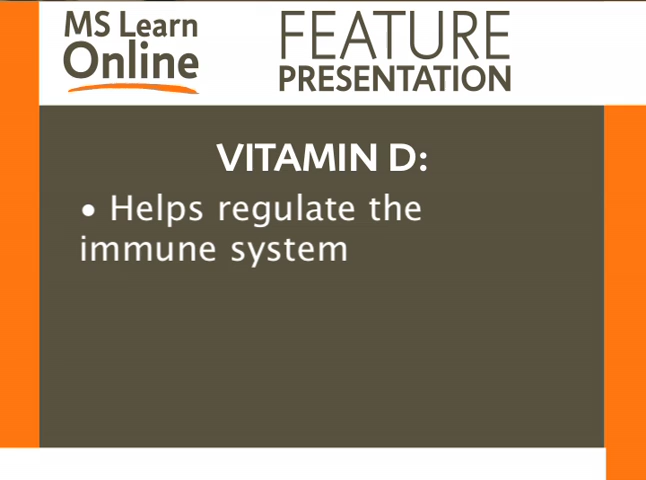 MS Learn
Online
FEATURE
PRESENTATION
VITAMIN D:
• Helps regulate the
immune system